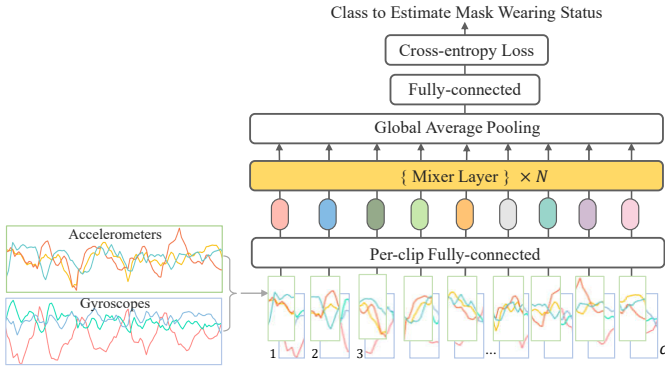 Class to Estimate Mask Wearing Status
Cross-entropy Loss
Fully-connected
Global Average Pooling
{ Mixer Layer } × N
Per-clip Fully-connected
Accelerometers
Gyroscopes
1 2 3 ... c